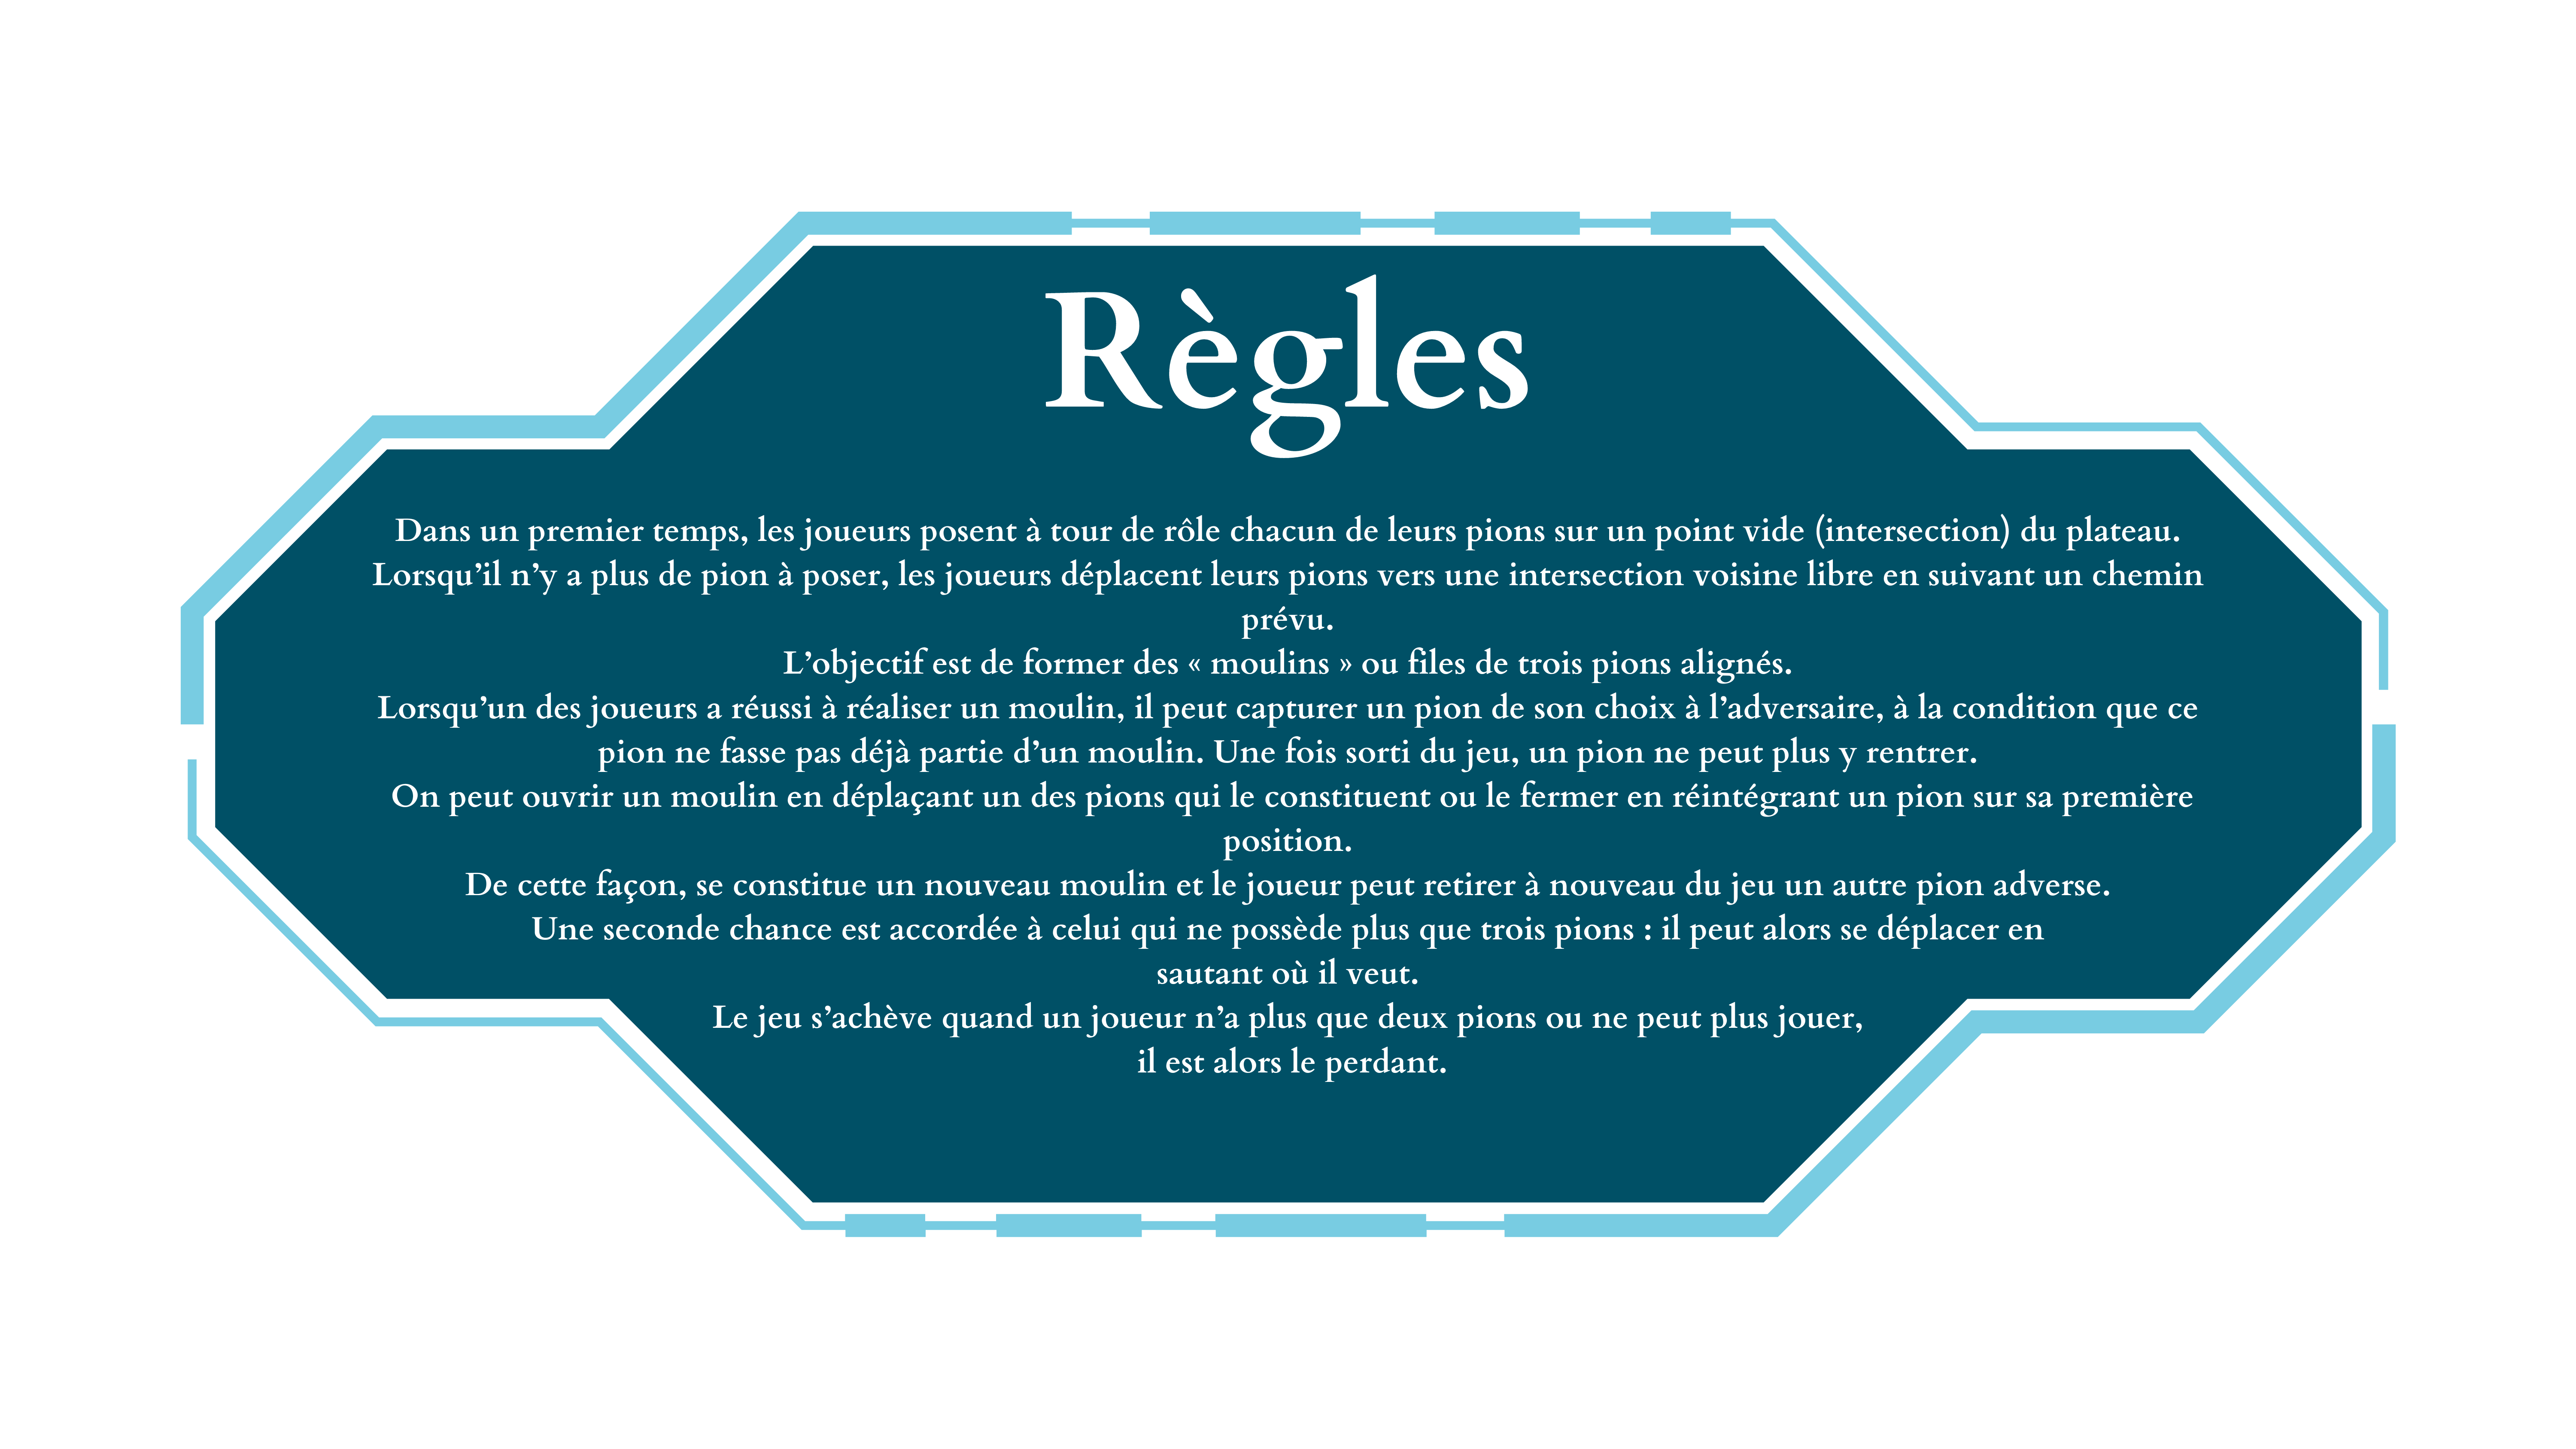 Règles
Dans un premier temps, les joueurs posent à tour de rôle chacun de leurs pions sur un point vide (intersection) du plateau.
Lorsqu’il n’y a plus de pion à poser, les joueurs déplacent leurs pions vers une intersection voisine libre en suivant un chemin
prévu.
L’objectif est de former des « moulins » ou files de trois pions alignés.
Lorsqu’un des joueurs a réussi à réaliser un moulin, il peut capturer un pion de son choix à l’adversaire, à la condition que ce
pion ne fasse pas déjà partie d’un moulin. Une fois sorti du jeu, un pion ne peut plus y rentrer.
On peut ouvrir un moulin en déplaçant un des pions qui le constituent ou le fermer en réintégrant un pion sur sa première
position.
De cette façon, se constitue un nouveau moulin et le joueur peut retirer à nouveau du jeu un autre pion adverse.
Une seconde chance est accordée à celui qui ne possède plus que trois pions : il peut alors se déplacer en
sautant où il veut.
Le jeu s’achève quand un joueur n’a plus que deux pions ou ne peut plus jouer,
il est alors le perdant.